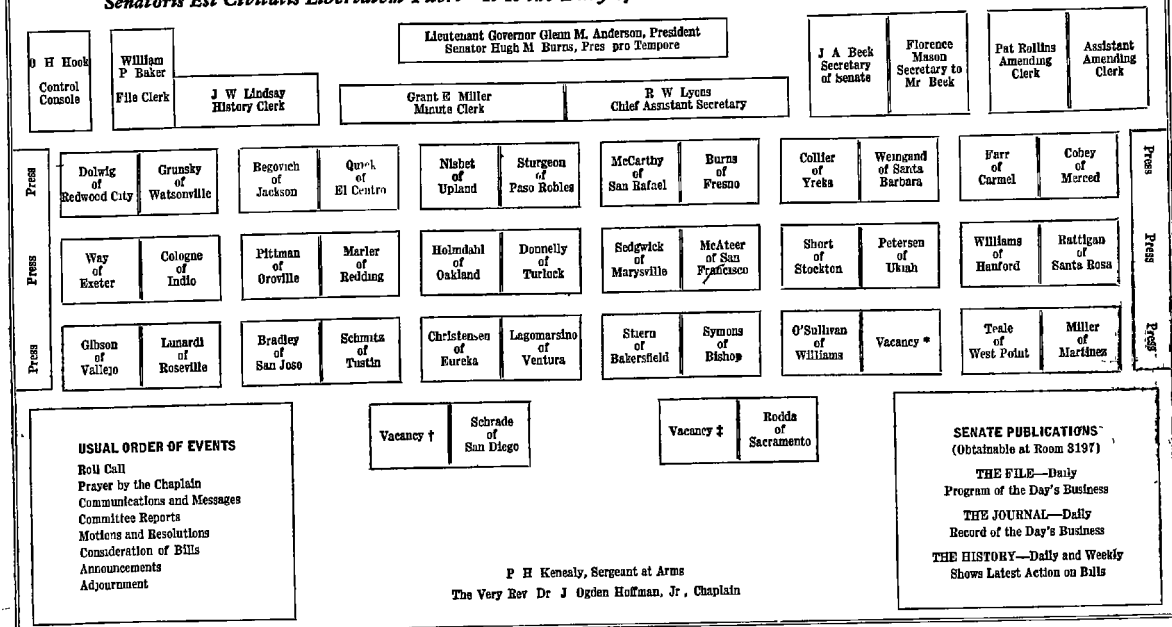 Senatoris Est Civitatis Libertatem Tueri
Lieutenant Governor Glenn M. Anderson, President
Senator Hugh M Burns, Pres pro Tempore
O H Hook
Control
Console
William
P Baker
File Clerk
J W Lindsay
History Clerk
Grant E Miller
Minute Clerk
R W Lyons
Chief Assistant Secretary
J A Beek
Secretary
of Senate
Florence
Mason
Secretary to
Mr Beek
Pat Rollins
Amending
Clerk
Assistant
Amending
Clerk
Press
Dolwig
of
Redwood City
Grunsky
of
Watsonville
Begovich
of
Jackson
Quick
of
El Centro
Nisbet
of
Upland
Sturgeon
of
Paso Robles
McCarthy
of
San Rafael
Burns
of
Fresno
Collier
of
Yreka
Weingand
of Santa
Barbara
Farr
of
Carmel
Cobey
of
Merced
Press
Press
Way
of
Exeter
Cologne
of
Indio
Pittman
of
Oroville
Marler
of
Redding
Holmdahl
of
Oakland
Donnelly
of
Turlock
Sedgwick
of
Marysville
McAteer
of San
Francisco
Short
of
Stockton
Petersen
of
Ukiah
Williams
of
Hanford
Rattigan
of
Santa Rosa
Press
Press
Gibson
of
Vallejo
Lunardi
of
Roseville
Bradley
of
San Jose
Schmitz
of
Tustin
Christensen
of
Eureka
Lagomarsino
of
Ventura
Stiern
of
Bakersfield
Symons
of
Bishop
O'Sullivan
of
Williams
Vacancy *
Teale
of
West Point
Miller
of
Martinez
Press
Vacancy †
Schrade
of
San Diego
Vacancy ‡
Rodda
of
Sacramento
USUAL ORDER OF EVENTS
Roll Call
Prayer by the Chaplain
Communications and Messages
Committee Reports
Motions and Resolutions
Consideration of Bills
Announcements
Adjournment
SENATE PUBLICATIONS
(Obtainable at Room 3197)
THE FILE—Daily
Program of the Day's Business
THE JOURNAL—Daily
Record of the Day's Business
THE HISTORY—Daily and Weekly
Shows Latest Action on Bills
P H Kenealy, Sergeant at Arms
The Very Rev Dr J Ogden Hoffman, Jr, Chaplain